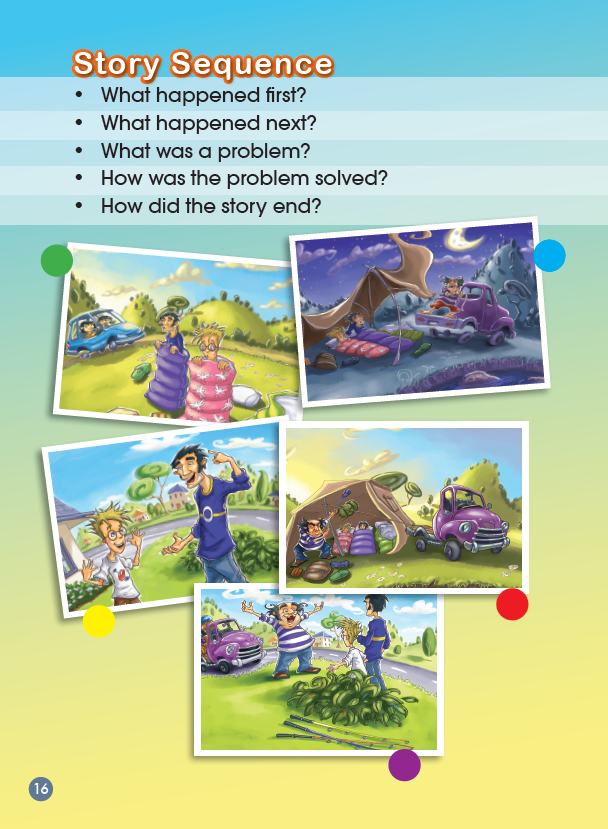 Story Sequence
• What happened first?
• What happened next?
• What was a problem?
• How was the problem solved?
• How did the story end?
16